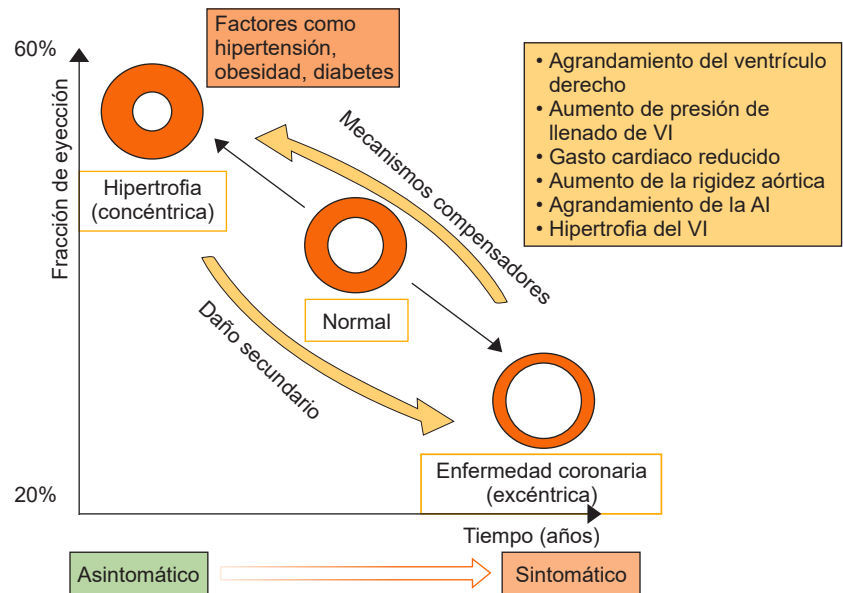 Factores como
hipertensión,
obesidad, diabetes
60%
Fracción de eyección
• Agrandamiento del ventrículo
derecho
• Aumento de presión de
llenado de VI
• Gasto cardiaco reducido
• Aumento de la rigidez aórtica
• Agrandamiento de la AI
• Hipertrofia del VI
Mecanismos compensadores
Hipertrofia
(concéntrica)
Normal
Daño secundario
Enfermedad coronaria
(excéntrica)
20%
Tiempo (años)
Asintomático
Sintomático